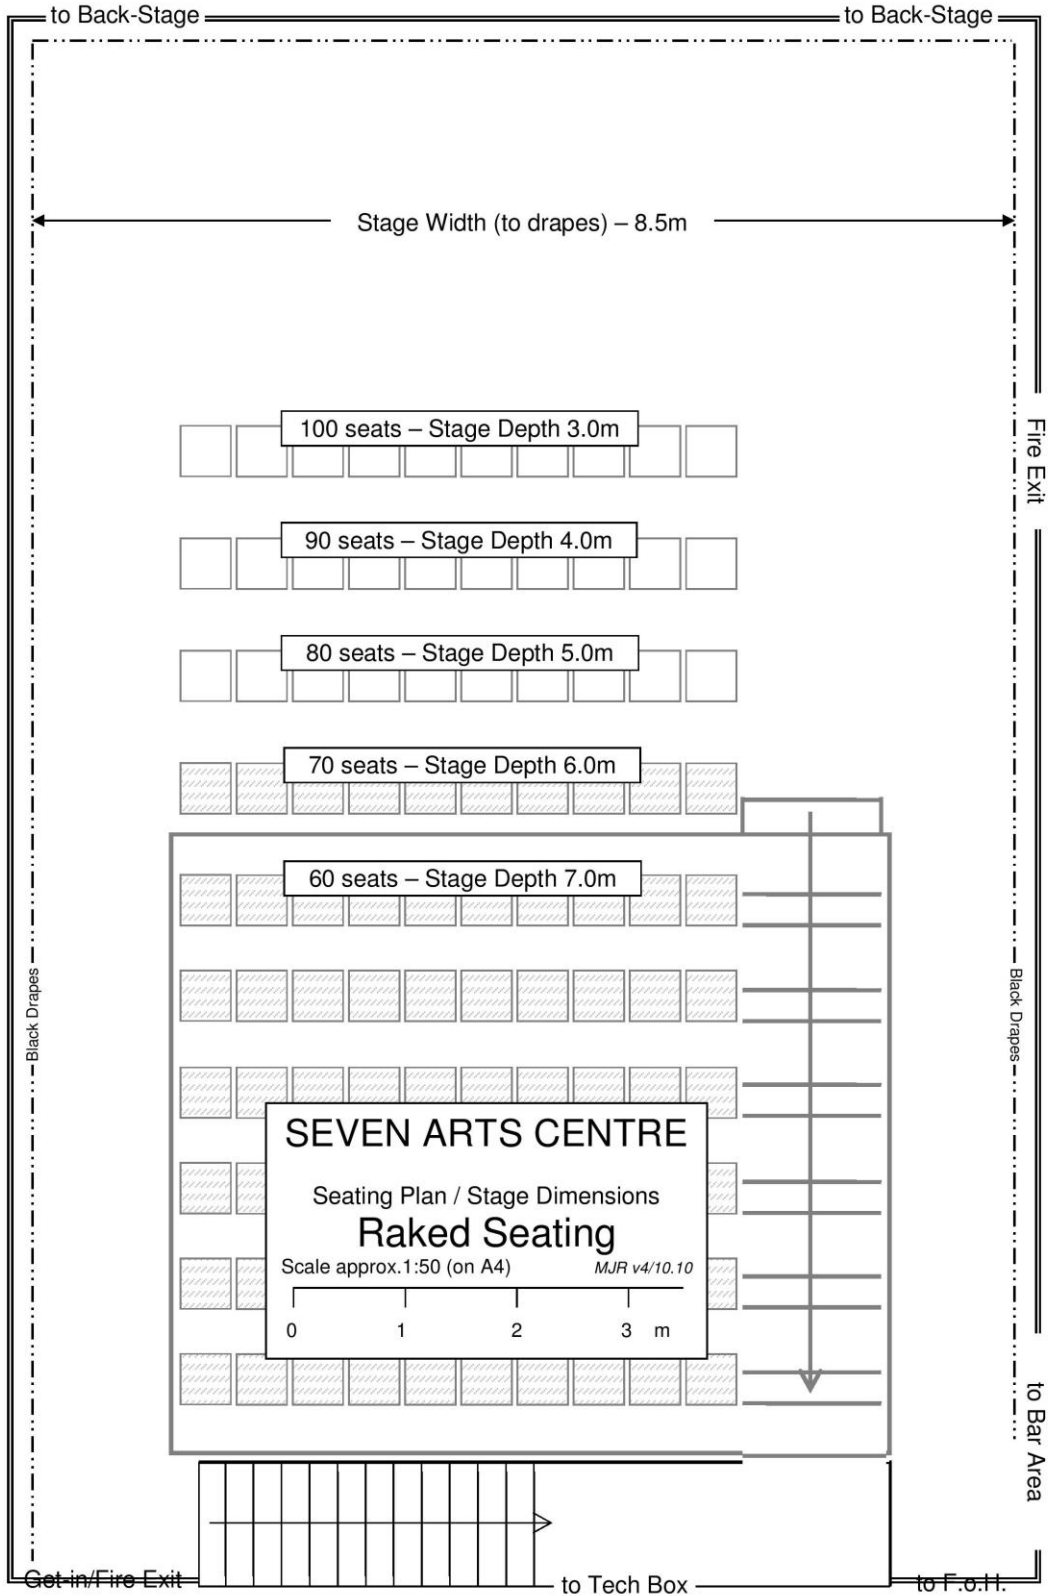 to Back-Stage
to Back-Stage
Stage Width (to drapes) – 8.5m
100 seats – Stage Depth 3.0m
Fire Exit
90 seats – Stage Depth 4.0m
80 seats – Stage Depth 5.0m
70 seats – Stage Depth 6.0m
60 seats – Stage Depth 7.0m
Black Drapes
Black Drapes
SEVEN ARTS CENTRE
Seating Plan / Stage Dimensions
Raked Seating
Scale approx.1:50 (on A4) MJR v4/10.10
0 1 2 3 m
to Bar Area
Get-in/Fire Exit
to Tech Box
to F.o.H.